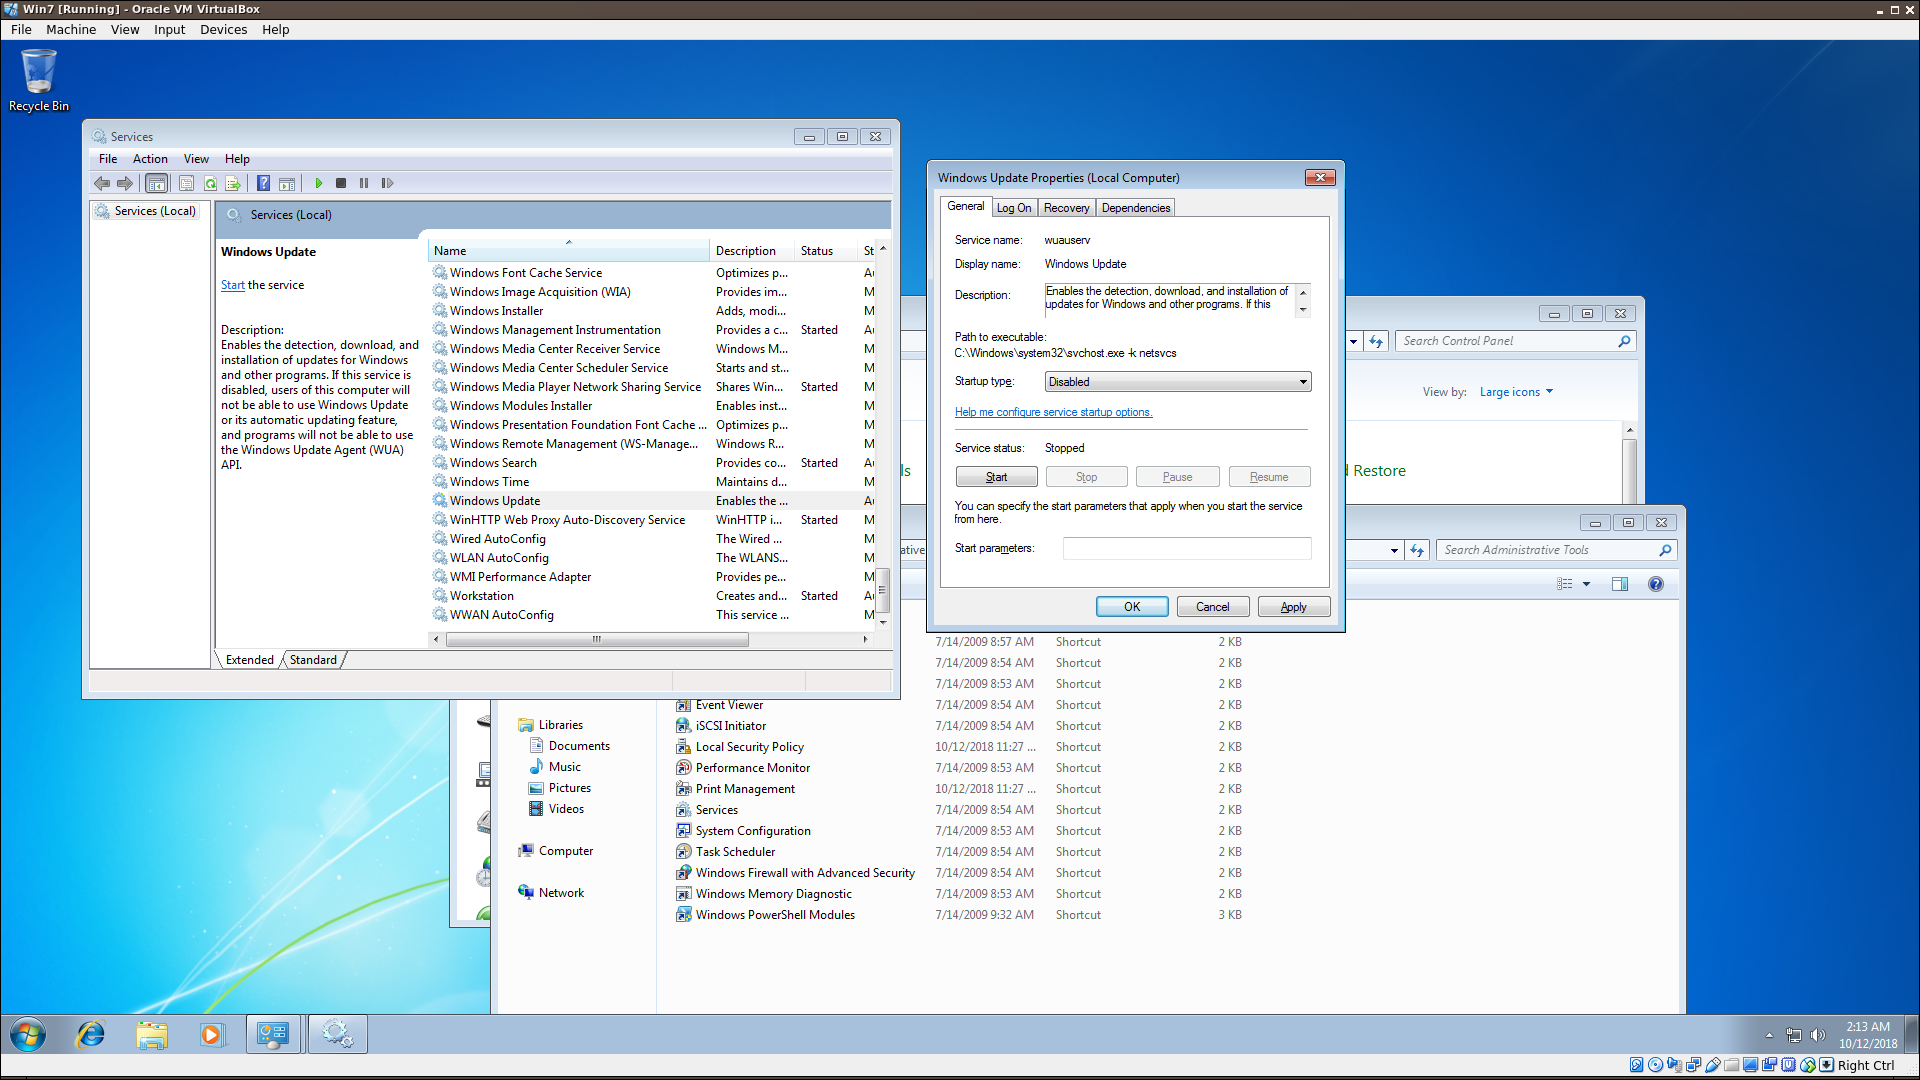 Win7 [Running] - Oracle VM VirtualBox
File Machine View Input Devices Help
Recycle Bin
Services
File Action View Help
Services (Local)
Services (Local)
Windows Update
Start the service
Description:
Enables the detection, download, and
installation of updates for Windows
and other programs. If this service is
disabled, users of this computer will
not be able to use Windows Update
or its automatic updating feature,
and programs will not be able to use
the Windows Update Agent (WUA)
API.
Name Description Status St
Windows Font Cache Service Optimizes p... Au
Windows Image Acquisition (WIA) Provides im... M
Windows Installer Adds, modi... M
Windows Management Instrumentation Provides a c... Started Au
Windows Media Center Receiver Service Windows M... M
Windows Media Center Scheduler Service Starts and st... M
Windows Media Player Network Sharing Service Shares Win... Started M
Windows Modules Installer Enables inst... M
Windows Presentation Foundation Font Cache ... Optimizes p... M
Windows Remote Management (WS-Manage... Windows R... M
Windows Search Provides co... Started Au
Windows Time Maintains d... M
Windows Update Enables the ... Au
WinHTTP Web Proxy Auto-Discovery Service WinHTTP i... Started M
Wired AutoConfig The Wired ... M
WLAN AutoConfig The WLANS... M
WMI Performance Adapter Provides pe... M
Workstation Creates and... Started Au
WWAN AutoConfig This service ... M
Extended Standard
Windows Update Properties (Local Computer)
General Log On Recovery Dependencies
Service name: wuauserv
Display name: Windows Update
Description: Enables the detection, download, and installation of
updates for Windows and other programs. If this
Path to executable:
C:\Windows\system32\svchost.exe -k netsvcs
Startup type: Disabled
Help me configure service startup options.
Service status: Stopped
Start Stop Pause Resume
You can specify the start parameters that apply when you start the service
from here.
Start parameters:
OK Cancel Apply
Search Control Panel
View by: Large icons
ls
d Restore
ative
Search Administrative Tools
7/14/2009 8:57 AM Shortcut 2 KB
7/14/2009 8:54 AM Shortcut 2 KB
7/14/2009 8:53 AM Shortcut 2 KB
Event Viewer 7/14/2009 8:54 AM Shortcut 2 KB
iSCSI Initiator 7/14/2009 8:54 AM Shortcut 2 KB
Local Security Policy 10/12/2018 11:27 ... Shortcut 2 KB
Performance Monitor 7/14/2009 8:53 AM Shortcut 2 KB
Print Management 10/12/2018 11:27 ... Shortcut 2 KB
Services 7/14/2009 8:54 AM Shortcut 2 KB
System Configuration 7/14/2009 8:53 AM Shortcut 2 KB
Task Scheduler 7/14/2009 8:54 AM Shortcut 2 KB
Windows Firewall with Advanced Security 7/14/2009 8:54 AM Shortcut 2 KB
Windows Memory Diagnostic 7/14/2009 8:53 AM Shortcut 2 KB
Windows PowerShell Modules 7/14/2009 9:32 AM Shortcut 3 KB
Libraries
Documents
Music
Pictures
Videos
Computer
Network
2:13 AM
10/12/2018
Right Ctrl